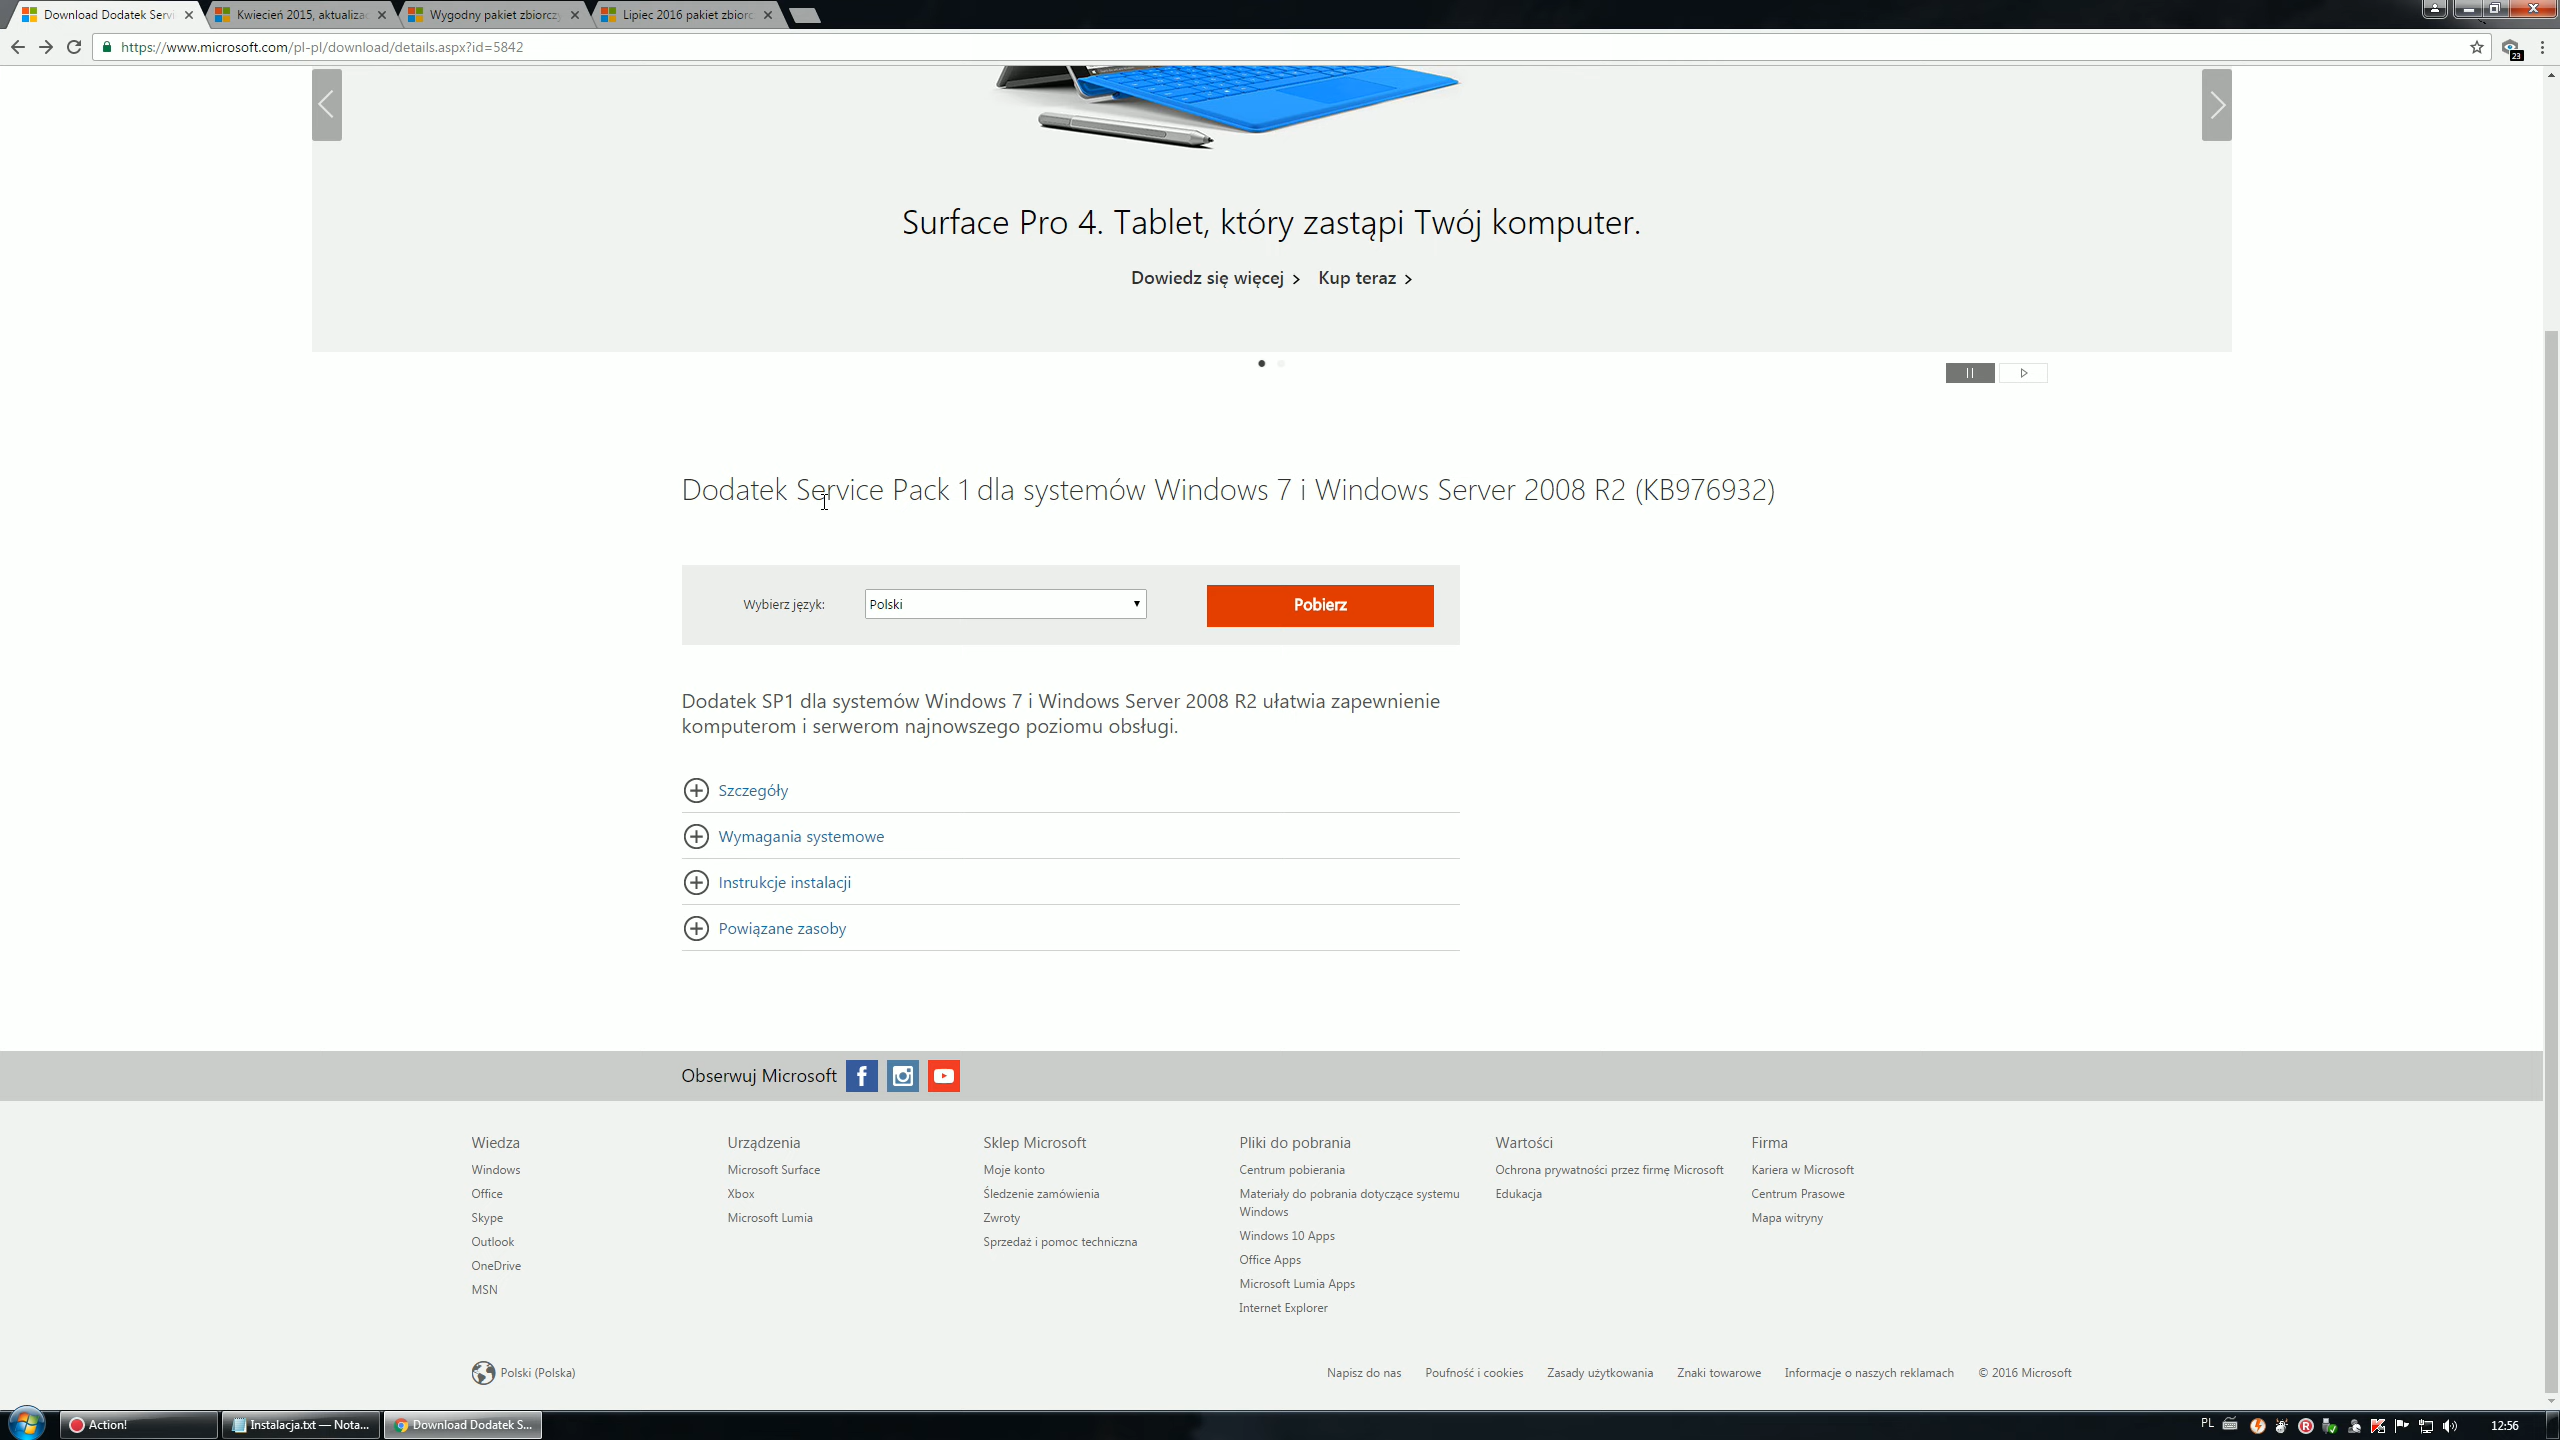 Download Dodatek Servi
Kwiecień 2015, aktualiza
Wygodny pakiet zbiorczy
Lipiec 2016 pakiet zbiorc
https://www.microsoft.com/pl-pl/download/details.aspx?id=5842
23
Surface Pro 4. Tablet, który zastąpi Twój komputer.
Dowiedz się więcej
Kup teraz
Dodatek Service Pack 1 dla systemów Windows 7 i Windows Server 2008 R2 (KB976932)
Wybierz język:
Polski
Pobierz
Dodatek SP1 dla systemów Windows 7 i Windows Server 2008 R2 ułatwia zapewnienie
komputerom i serwerom najnowszego poziomu obsługi.
Szczegóły
Wymagania systemowe
Instrukcje instalacji
Powiązane zasoby
Obserwuj Microsoft
Wiedza
Windows
Office
Skype
Outlook
OneDrive
MSN
Urządzenia
Microsoft Surface
Xbox
Microsoft Lumia
Sklep Microsoft
Moje konto
Śledzenie zamówienia
Zwroty
Sprzedaż i pomoc techniczna
Pliki do pobrania
Centrum pobierania
Materiały do pobrania dotyczące systemu
Windows
Windows 10 Apps
Office Apps
Microsoft Lumia Apps
Internet Explorer
Wartości
Ochrona prywatności przez firmę Microsoft
Edukacja
Firma
Kariera w Microsoft
Centrum Prasowe
Mapa witryny
Polski (Polska)
Napisz do nas
Poufność i cookies
Zasady użytkowania
Znaki towarowe
Informacje o naszych reklamach
© 2016 Microsoft
Action!
Instalacja.txt — Nota...
Download Dodatek S...
PL
12:56